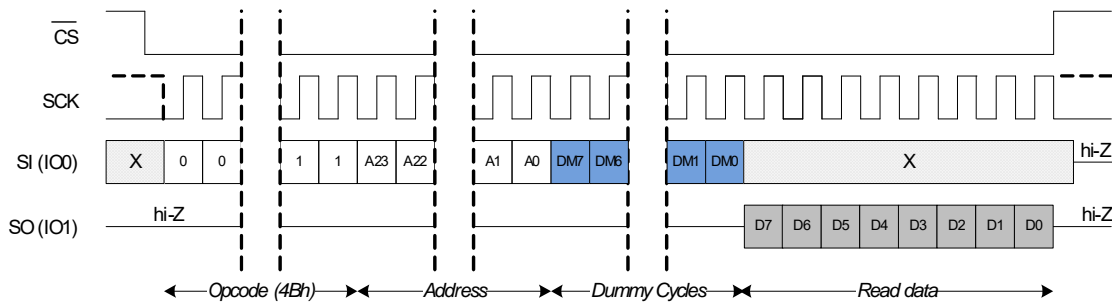 CS
SCK
SI (IO0) X 0 0 1 1 A23 A22 A1 A0 DM7 DM6 DM1 DM0 X hi-Z
SO (IO1) hi-Z D7 D6 D5 D4 D3 D2 D1 D0 hi-Z
Opcode (4Bh) Address Dummy Cycles Read data